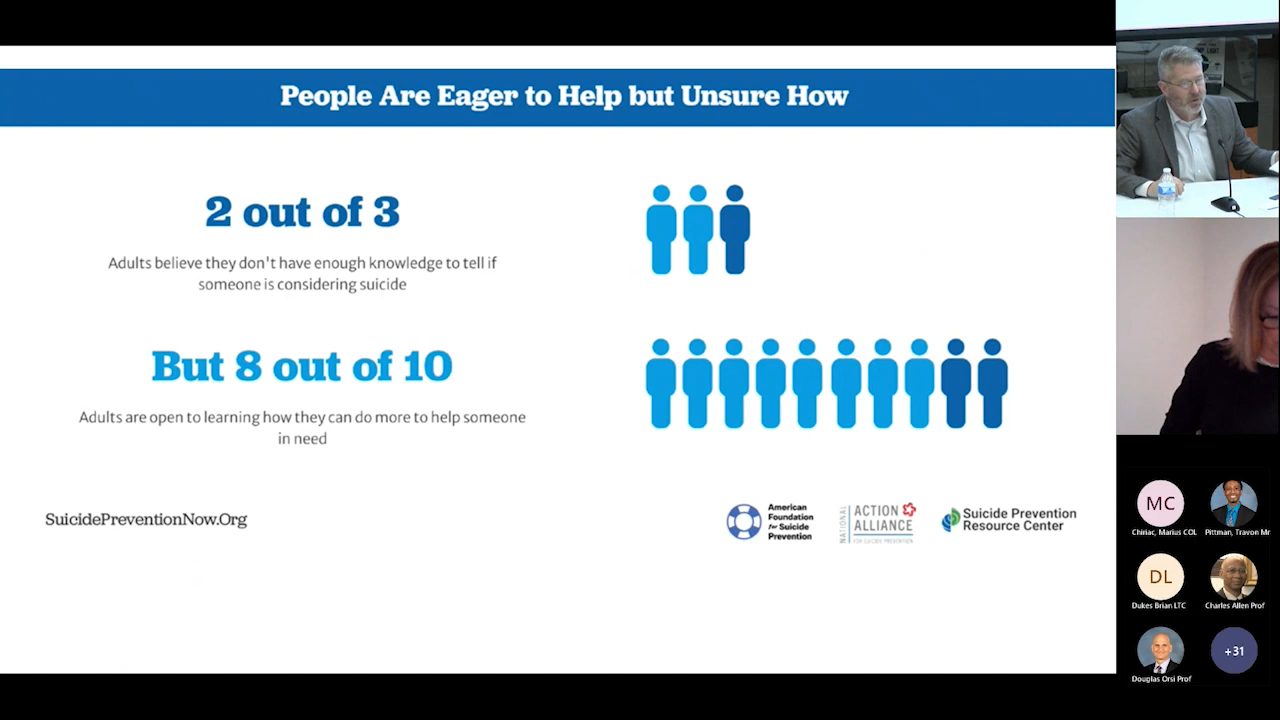 People Are Eager to Help but Unsure How
2 out of 3
Adults believe they don't have enough knowledge to tell if
someone is considering suicide
But 8 out of 10
Adults are open to learning how they can do more to help someone
in need
SuicidePreventionNow.Org
American
Foundation
for Suicide
Prevention
NATIONAL
ACTION
ALLIANCE
FOR SUICIDE PREVENTION
Suicide Prevention
Resource Center
MC
Chiriac, Marius COL
Pittman, Travon Mr
DL
Dukes Brian LTC
Charles Allen Prof
Douglas Orsi Prof
+31